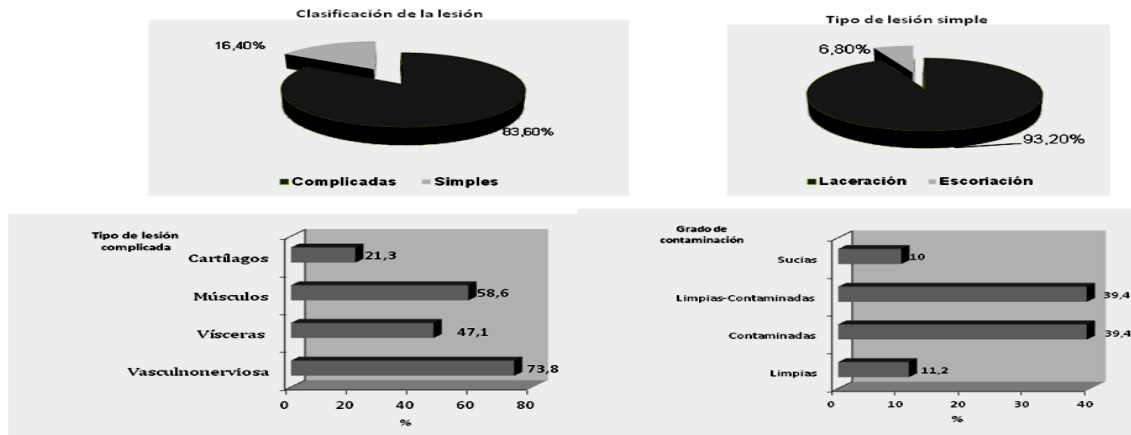 Clasificación de la lesión
16,40%
83,60%
Complicadas Simples
Tipo de lesión simple
6,80%
93,20%
Laceración Escoriación
Tipo de lesión
complicada
Cartílagos
21,3
Músculos
58,6
Vísceras
47,1
Vasculnonerviosa
73,8
0 20 40 60 80
%
Grado de
contaminación
Sucias
10
Limpias-Contaminadas
39,4
Contaminadas
39,4
Limpias
11,2
0 10 20 30 40
%